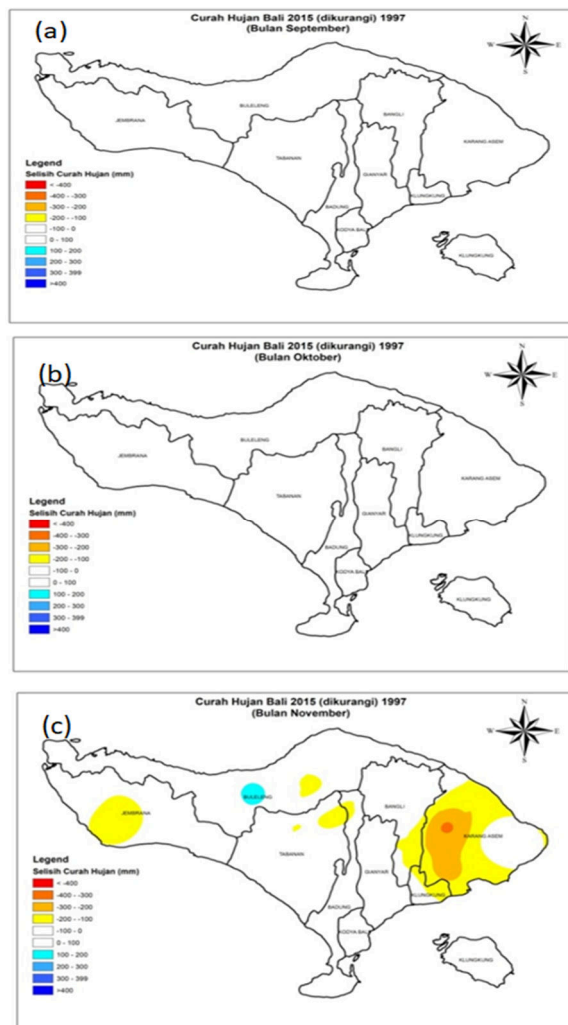 (a)
Curah Hujan Bali 2015 (dikurangi) 1997
(Bulan September)
N
W E
S
BULELENG
JEMBRANA
BANGLI
TABANAN
KARANG ASEM
GIANYAR
KLUNGKUNG
BADUNG
KODYA BALI
KLUNGKUNG
Legend
Selisih Curah Hujan (mm)
< -400
-400 - -300
-300 - -200
-200 - -100
-100 - 0
0 - 100
100 - 200
200 - 300
300 - 399
>400
(b)
Curah Hujan Bali 2015 (dikurangi) 1997
(Bulan Oktober)
N
W E
S
BULELENG
JEMBRANA
BANGLI
TABANAN
KARANG ASEM
GIANYAR
KLUNGKUNG
BADUNG
KODYA BALI
KLUNGKUNG
Legend
Selisih Curah Hujan (mm)
< -400
-400 - -300
-300 - -200
-200 - -100
-100 - 0
0 - 100
100 - 200
200 - 300
300 - 399
>400
(c)
Curah Hujan Bali 2015 (dikurangi) 1997
(Bulan November)
N
W E
S
BULELENG
JEMBRANA
BANGLI
TABANAN
KARANG ASEM
GIANYAR
KLUNGKUNG
BADUNG
KODYA BALI
KLUNGKUNG
Legend
Selisih Curah Hujan (mm)
< -400
-400 - -300
-300 - -200
-200 - -100
-100 - 0
0 - 100
100 - 200
200 - 300
300 - 399
>400